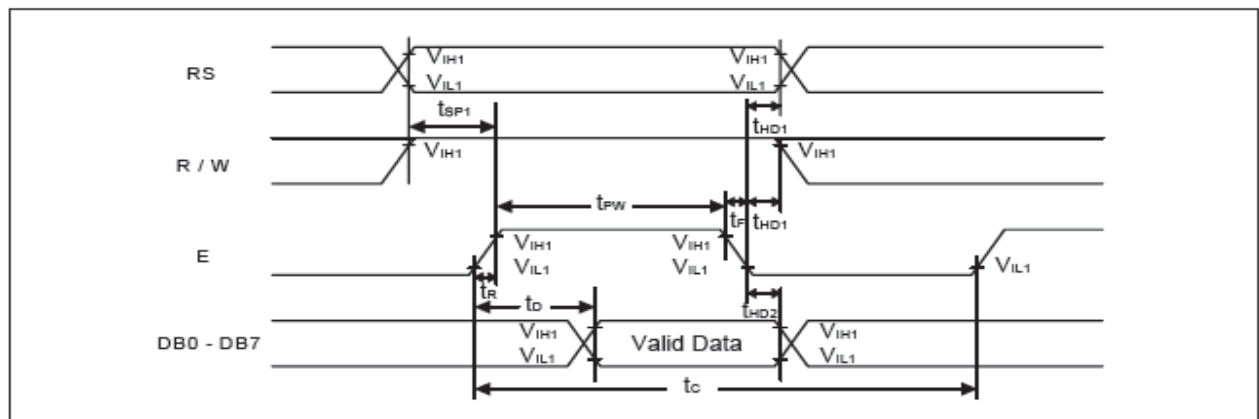 RS
VIH1
VIL1
VIH1
VIL1
tSP1
tHD1
R / W
VIH1
VIH1
tPW
tF
tHD1
E
VIH1
VIL1
VIH1
VIL1
VIL1
tR
tD
tHD2
DB0 - DB7
VIH1
VIL1
Valid Data
VIH1
VIL1
tC